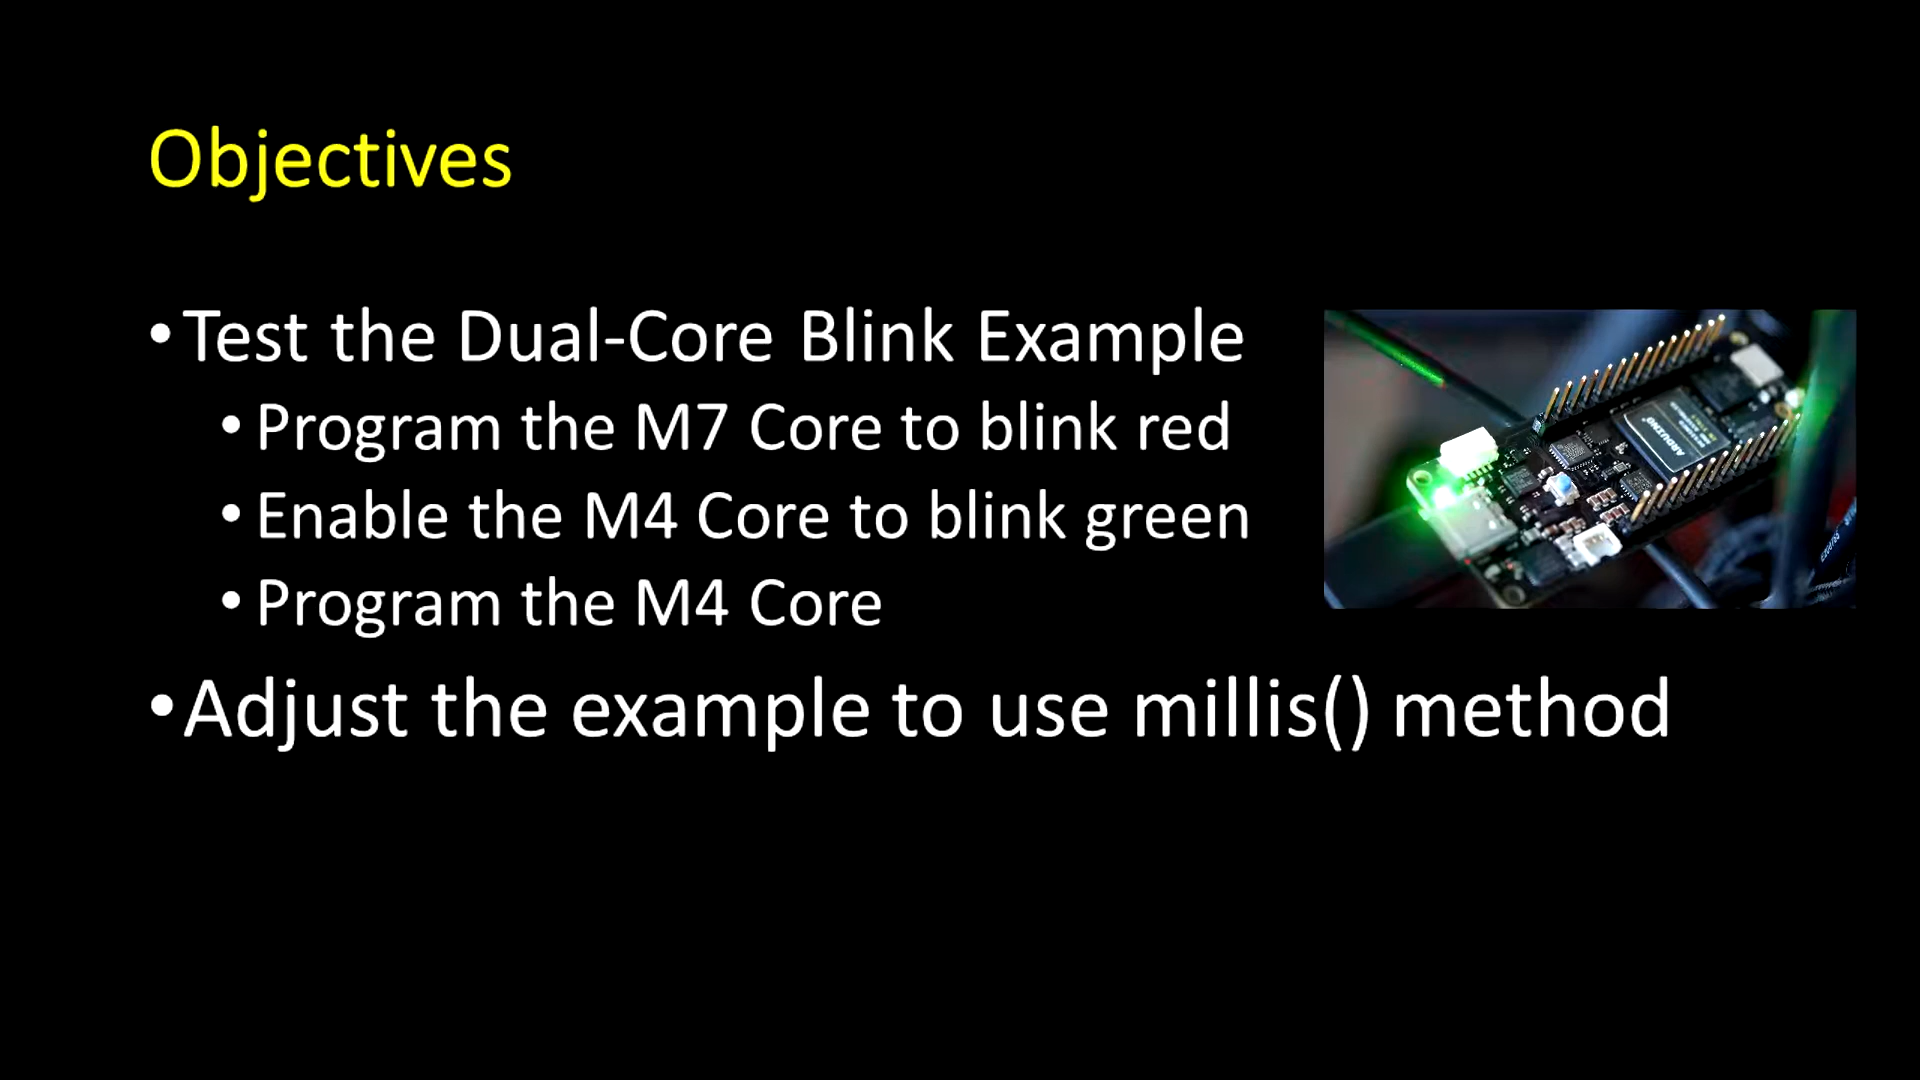 Objectives
• Test the Dual-Core Blink Example
• Program the M7 Core to blink red
• Enable the M4 Core to blink green
• Program the M4 Core
• Adjust the example to use millis() method
ARDUINO